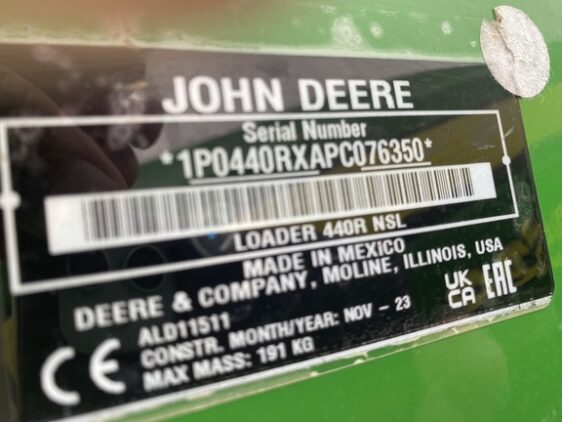 JOHN DEERE
Serial Number
*1P0440RXAPC076350*
LOADER 440R NSL
MADE IN MEXICO
DEERE & COMPANY, MOLINE, ILLINOIS, USA
ALD11511
CONSTR. MONTH/YEAR: NOV - 23
MAX MASS: 191 KG
CE
UK
CA
EAC